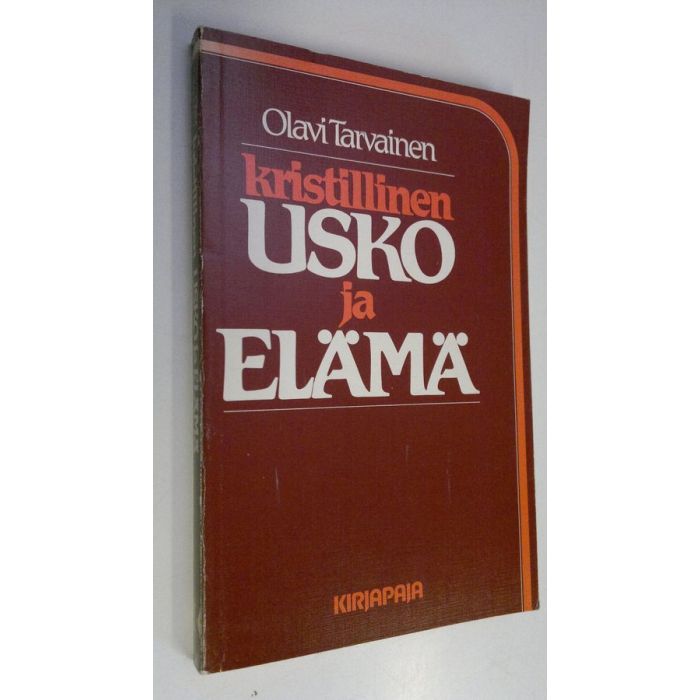 Olavi Tarvainen
kristillinen
USKO
ja
ELÄMÄ
KIRJAPAJA